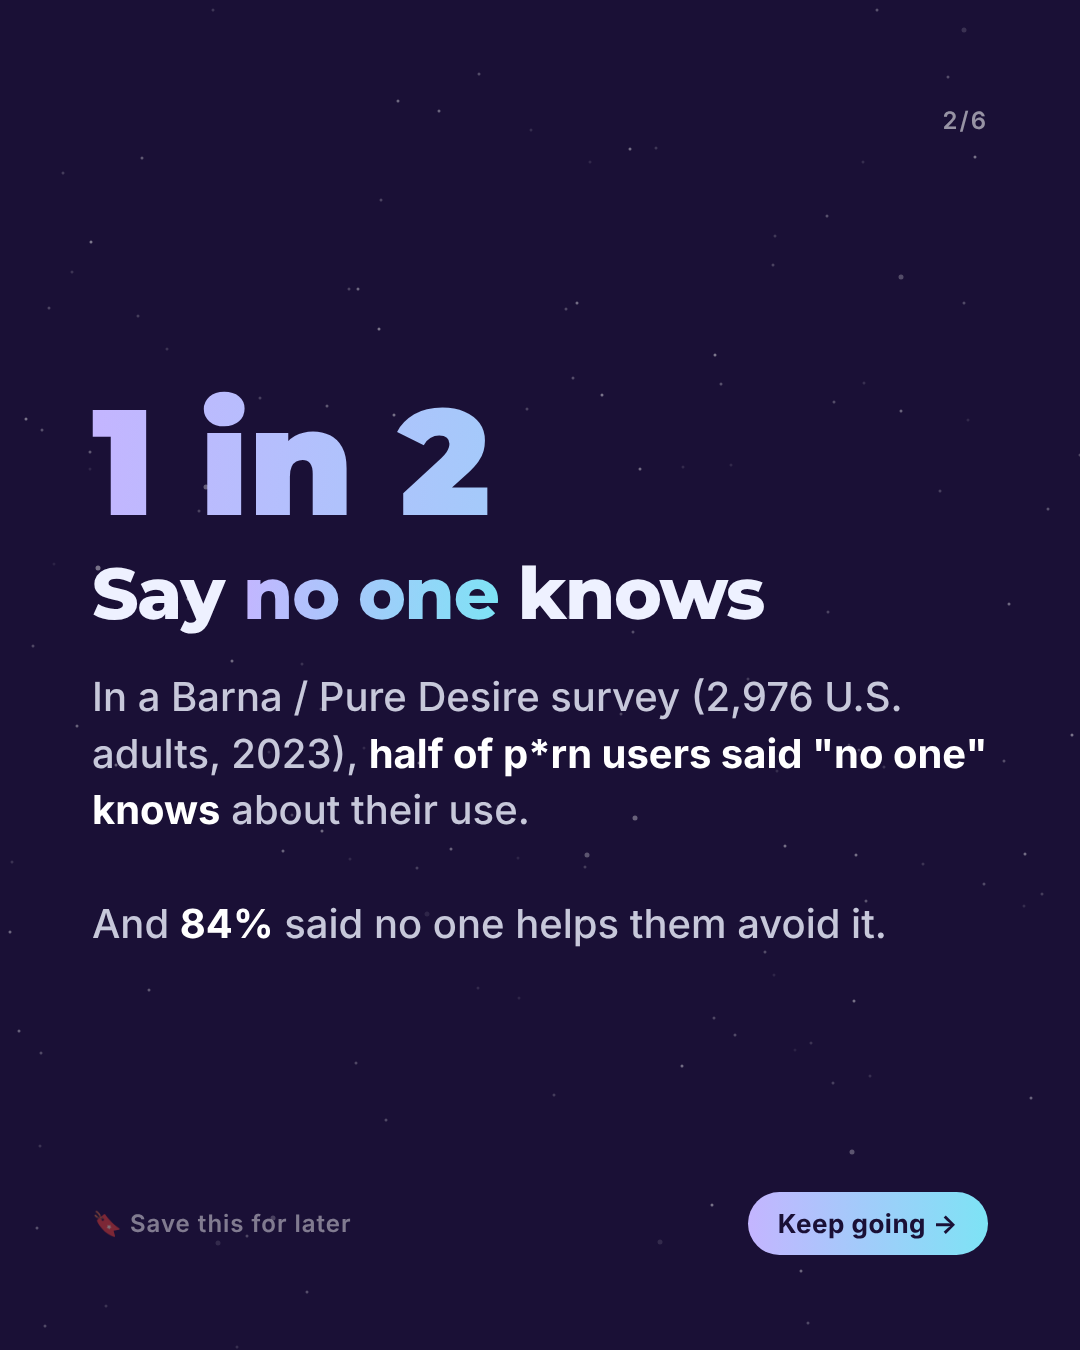 2/6
1 in 2
Say no one knows
In a Barna / Pure Desire survey (2,976 U.S.
adults, 2023), half of p*rn users said "no one"
knows about their use.
And 84% said no one helps them avoid it.
🔖 Save this for later
Keep going →